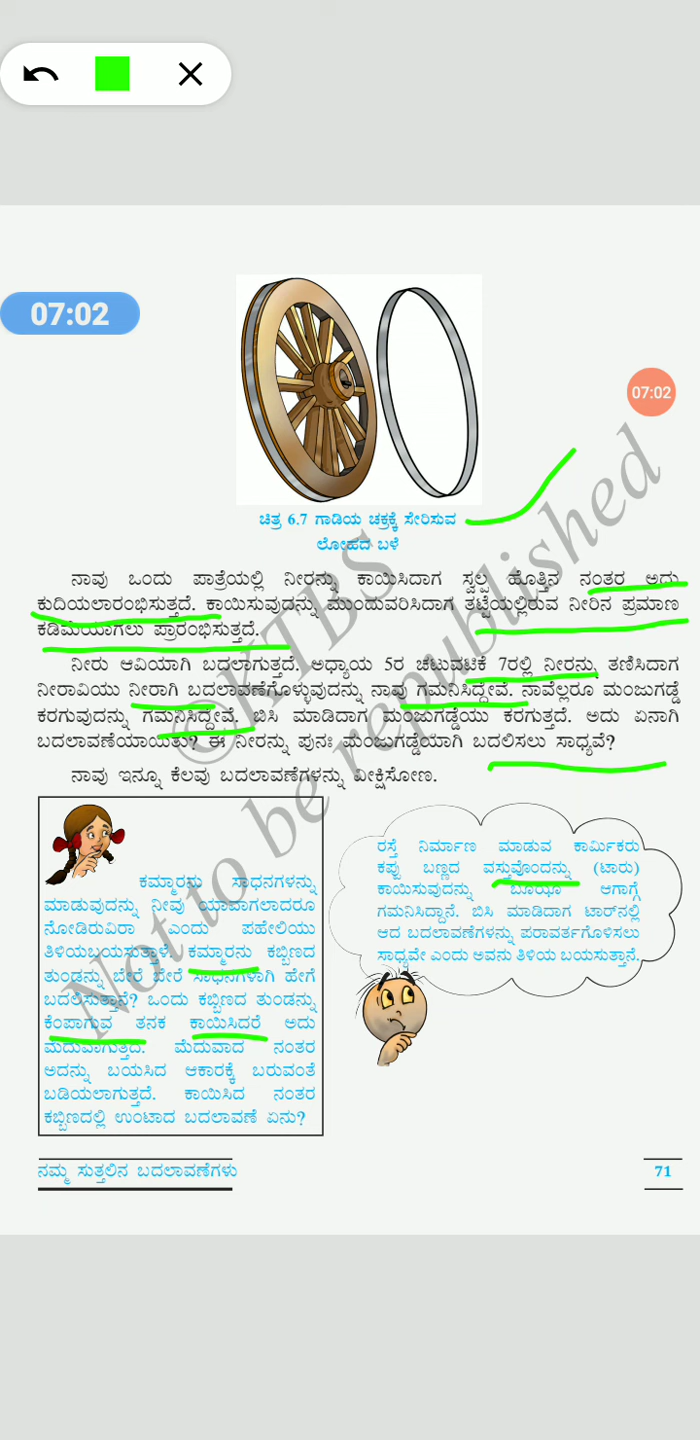 07:02
07:02
ಚಿತ್ರ 6.7 ಗಾಡಿಯ ಚಕ್ರಕ್ಕೆ ಸೇರಿಸುವ
ಲೋಹದ ಬಳೆ
ನಾವು ಒಂದು ಪಾತ್ರೆಯಲ್ಲಿ ನೀರನ್ನು ಕಾಯಿಸಿದಾಗ ಸ್ವಲ್ಪ ಹೊತ್ತಿನ ನಂತರ ಅದು
ಕುದಿಯಲಾರಂಭಿಸುತ್ತದೆ. ಕಾಯಿಸುವುದನ್ನು ಮುಂದುವರಿಸಿದಾಗ ತಟ್ಟೆಯಲ್ಲಿರುವ ನೀರಿನ ಪ್ರಮಾಣ
ಕಡಿಮೆಯಾಗಲು ಪ್ರಾರಂಭಿಸುತ್ತದೆ.
ನೀರು ಆವಿಯಾಗಿ ಬದಲಾಗುತ್ತದೆ. ಅಧ್ಯಾಯ 5ರ ಚಟುವಟಿಕೆ 7ರಲ್ಲಿ ನೀರನ್ನು ತಣಿಸಿದಾಗ
ನೀರಾವಿಯು ನೀರಾಗಿ ಬದಲಾವಣೆಗೊಳ್ಳುವುದನ್ನು ನಾವು ಗಮನಿಸಿದ್ದೇವೆ. ನಾವೆಲ್ಲರೂ ಮಂಜುಗಡ್ಡೆ
ಕರಗುವುದನ್ನು ಗಮನಿಸಿದ್ದೇವೆ. ಬಿಸಿ ಮಾಡಿದಾಗ ಮಂಜುಗಡ್ಡೆಯು ಕರಗುತ್ತದೆ. ಅದು ಏನಾಗಿ
ಬದಲಾವಣೆಯಾಯಿತು? ಈ ನೀರನ್ನು ಪುನಃ ಮಂಜುಗಡ್ಡೆಯಾಗಿ ಬದಲಿಸಲು ಸಾಧ್ಯವೆ?
ನಾವು ಇನ್ನೂ ಕೆಲವು ಬದಲಾವಣೆಗಳನ್ನು ವೀಕ್ಷಿಸೋಣ.
ಕಮ್ಮಾರನು ಸಾಧನಗಳನ್ನು
ಮಾಡುವುದನ್ನು ನೀವು ಯಾವಾಗಲಾದರೂ
ನೋಡಿರುವಿರಾ ಎಂದು ಪಹೇಲಿಯು
ತಿಳಿಯಬಯಸುತ್ತಾಳೆ. ಕಮ್ಮಾರನು ಕಬ್ಬಿಣದ
ತುಂಡನ್ನು ಬೇರೆ ಬೇರೆ ಸಾಧನಗಳಾಗಿ ಹೇಗೆ
ಬದಲಿಸುತ್ತಾನೆ? ಒಂದು ಕಬ್ಬಿಣದ ತುಂಡನ್ನು
ಕೆಂಪಾಗುವ ತನಕ ಕಾಯಿಸಿದರೆ ಅದು
ಮೆದುವಾಗುತ್ತದೆ. ಮೆದುವಾದ ನಂತರ
ಅದನ್ನು ಬಯಸಿದ ಆಕಾರಕ್ಕೆ ಬರುವಂತೆ
ಬಡಿಯಲಾಗುತ್ತದೆ. ಕಾಯಿಸಿದ ನಂತರ
ಕಬ್ಬಿಣದಲ್ಲಿ ಉಂಟಾದ ಬದಲಾವಣೆ ಏನು?
ರಸ್ತೆ ನಿರ್ಮಾಣ ಮಾಡುವ ಕಾರ್ಮಿಕರು
ಕಪ್ಪು ಬಣ್ಣದ ವಸ್ತುವೊಂದನ್ನು (ಟಾರು)
ಕಾಯಿಸುವುದನ್ನು ಬೂಝೊ ಆಗಾಗ್ಗೆ
ಗಮನಿಸಿದ್ದಾನೆ. ಬಿಸಿ ಮಾಡಿದಾಗ ಟಾರ್‌ನಲ್ಲಿ
ಆದ ಬದಲಾವಣೆಗಳನ್ನು ಪರಾವರ್ತಗೊಳಿಸಲು
ಸಾಧ್ಯವೇ ಎಂದು ಅವನು ತಿಳಿಯ ಬಯಸುತ್ತಾನೆ.
ನಮ್ಮ ಸುತ್ತಲಿನ ಬದಲಾವಣೆಗಳು
71
©KTBS
Not to be republished